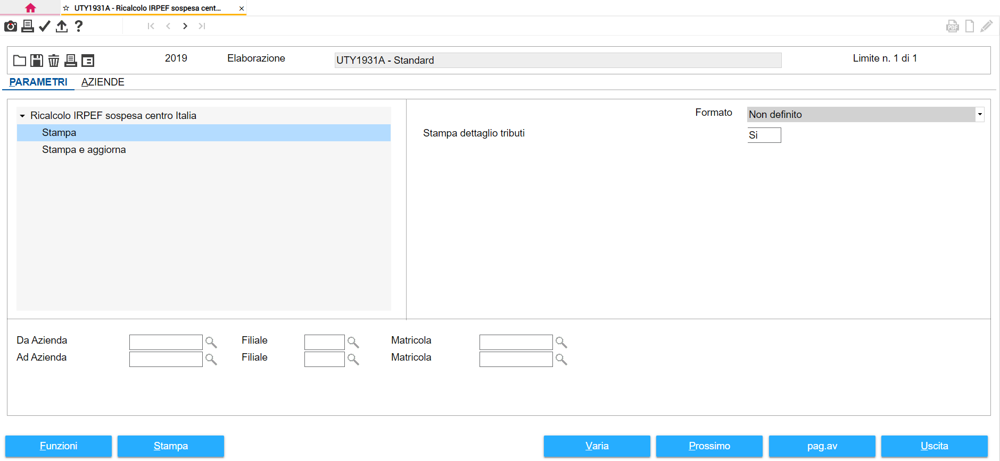 UTY1931A - Ricalcolo IRPEF sospesa cent...
2019 Elaborazione UTY1931A - Standard Limite n. 1 di 1
PARAMETRI AZIENDE
Ricalcolo IRPEF sospesa centro Italia
Stampa
Stampa e aggiorna
Formato Non definito
Stampa dettaglio tributi Si
Da Azienda Filiale Matricola
Ad Azienda Filiale Matricola
Funzioni Stampa Varia Prossimo pag.av Uscita